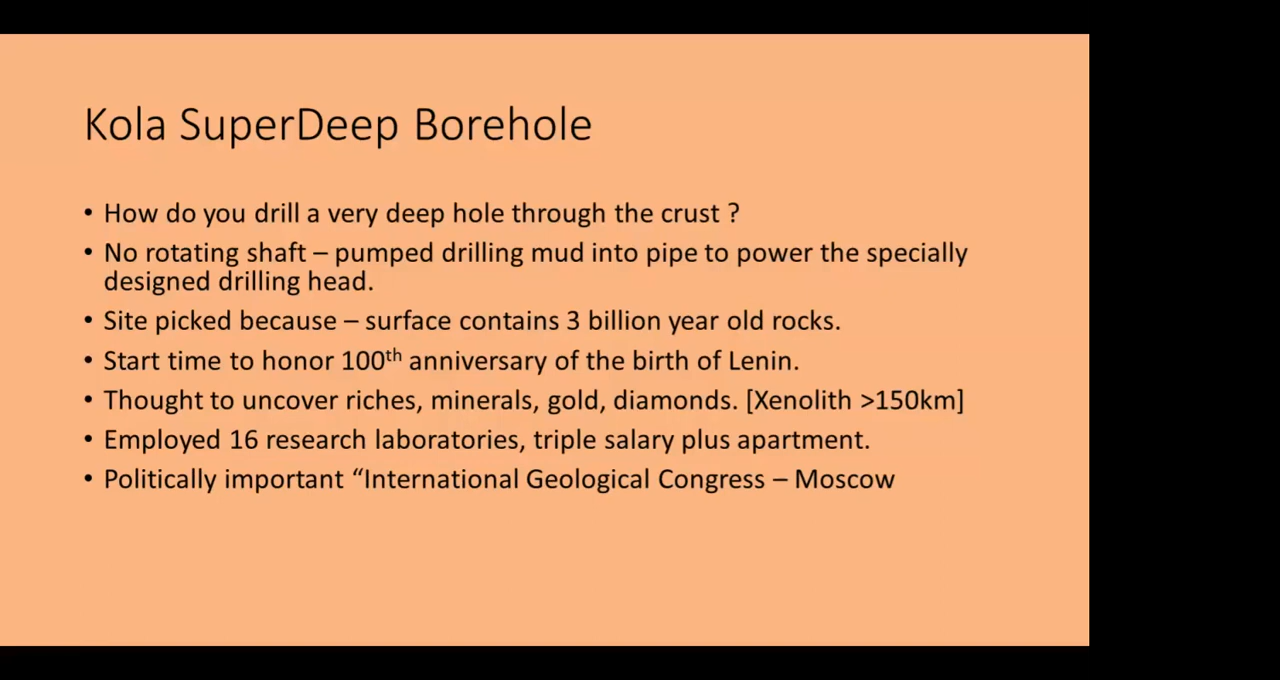 Kola SuperDeep Borehole
• How do you drill a very deep hole through the crust ?
• No rotating shaft – pumped drilling mud into pipe to power the specially
designed drilling head.
• Site picked because – surface contains 3 billion year old rocks.
• Start time to honor 100th anniversary of the birth of Lenin.
• Thought to uncover riches, minerals, gold, diamonds. [Xenolith >150km]
• Employed 16 research laboratories, triple salary plus apartment.
• Politically important “International Geological Congress – Moscow